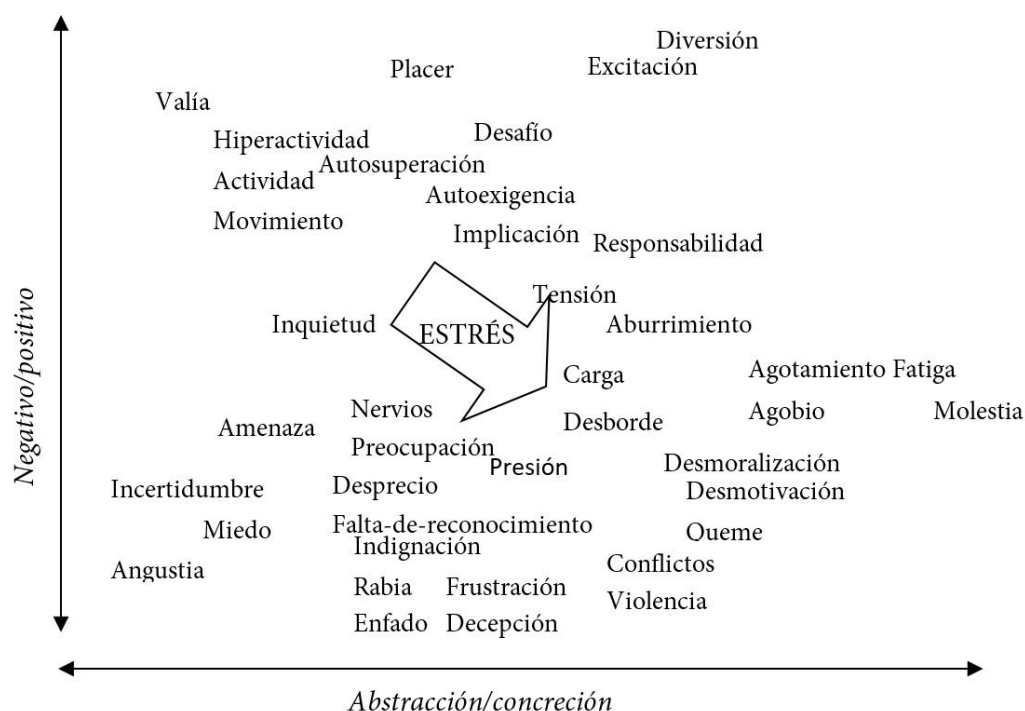 Diversión
Placer
Excitación
Valía
Hiperactividad
Desafío
Autosuperación
Actividad
Autoexigencia
Movimiento
Implicación
Responsabilidad
Tensión
Inquietud
ESTRÉS
Aburrimiento
Carga
Agotamiento Fatiga
Nervios
Desborde
Agobio
Molestia
Amenaza
Preocupación
Presión
Desmoralización
Incertidumbre
Desprecio
Desmotivación
Miedo
Falta-de-reconocimiento
Queme
Indignación
Angustia
Conflictos
Rabia
Frustración
Violencia
Enfado
Decepción
Negativo/positivo
Abstracción/concreción